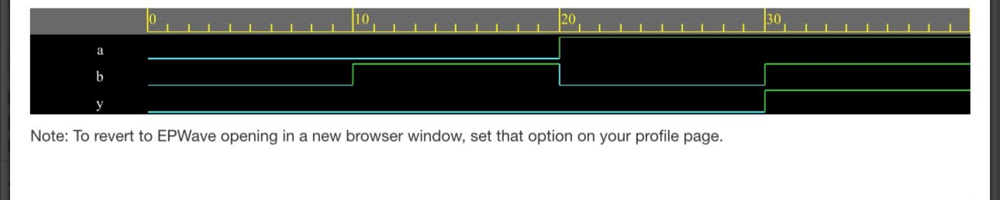 0 10 20 30
a
b
y
Note: To revert to EPWave opening in a new browser window, set that option on your profile page.